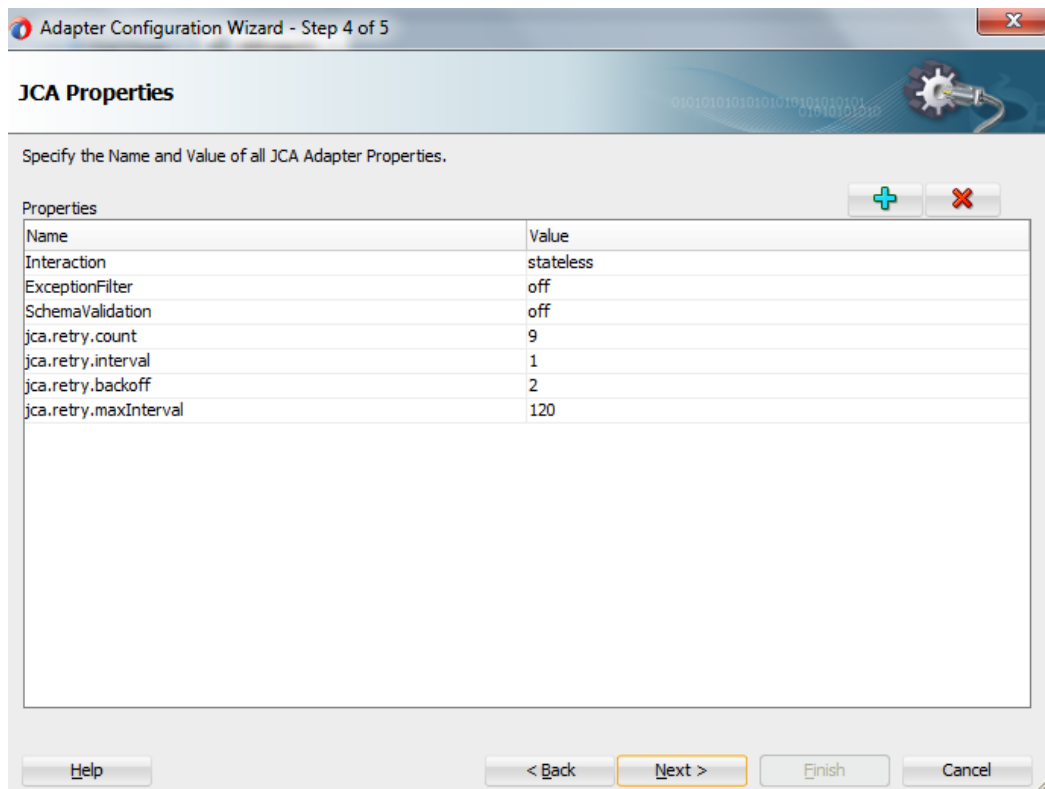 Adapter Configuration Wizard - Step 4 of 5
JCA Properties
Specify the Name and Value of all JCA Adapter Properties.
Properties
Name Value
Interaction stateless
ExceptionFilter off
SchemaValidation off
jca.retry.count 9
jca.retry.interval 1
jca.retry.backoff 2
jca.retry.maxInterval 120
Help < Back Next > Finish Cancel